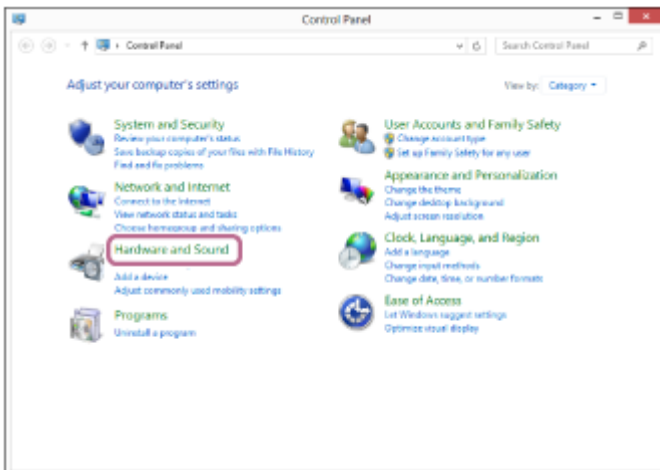 Control Panel
Control Panel
Search Control Panel
Adjust your computer's settings
View by: Category
System and Security
Review your computer's status
Save backup copies of your files with File History
Find and fix problems
Network and Internet
Connect to the Internet
View network status and tasks
Choose homegroup and sharing options
Hardware and Sound
Add a device
Adjust commonly used mobility settings
Programs
Uninstall a program
User Accounts and Family Safety
Change account type
Set up Family Safety for any user
Appearance and Personalization
Change the theme
Change desktop background
Adjust screen resolution
Clock, Language, and Region
Add a language
Change input methods
Change date, time, or number formats
Ease of Access
Let Windows suggest settings
Optimize visual display